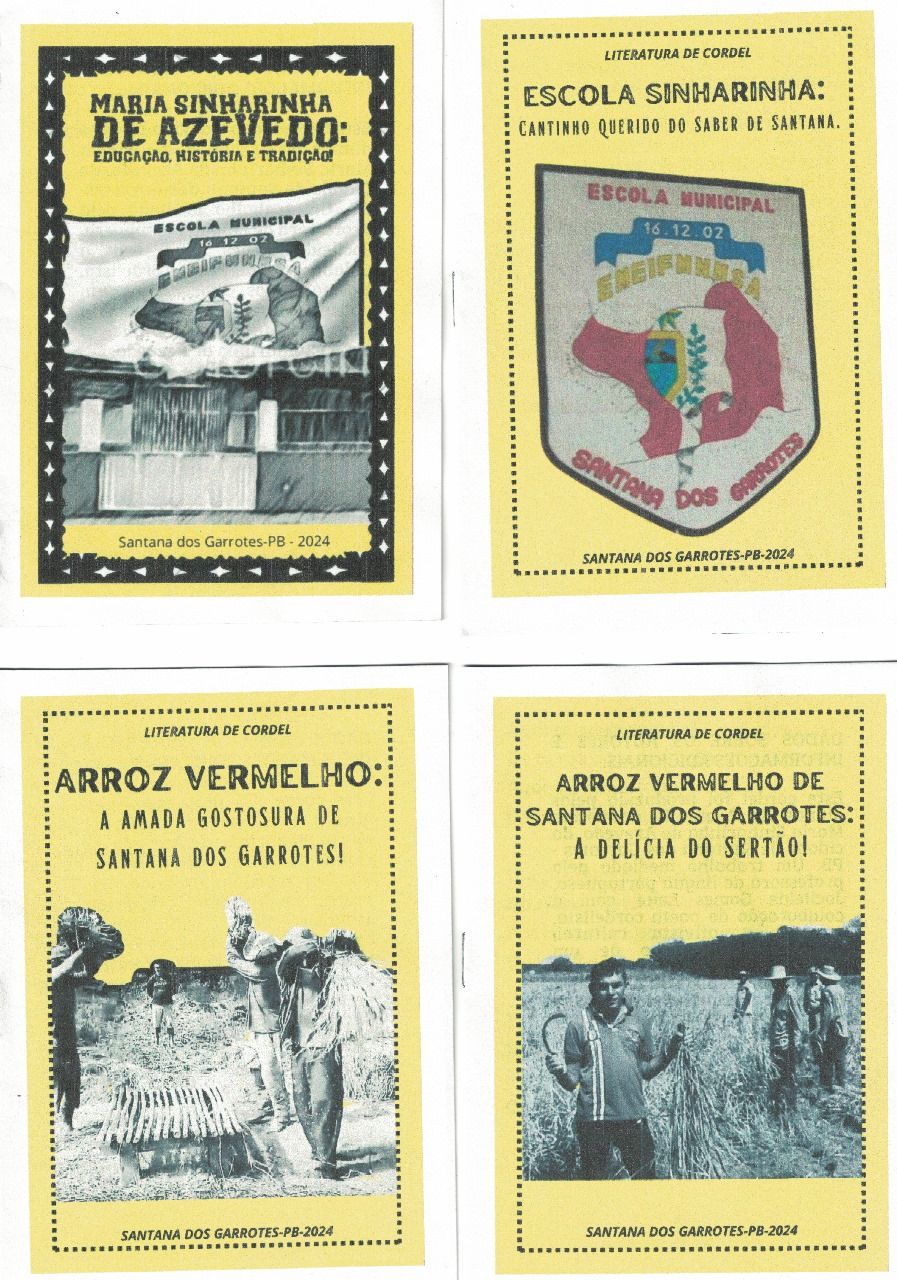 MARIA SINHARINHA
DE AZEVEDO:
EDUCAÇÃO, HISTÓRIA E TRADIÇÃO!
ESCOLA MUNICIPAL
16 12 02
Santana dos Garrotes-PB - 2024
LITERATURA DE CORDEL
ESCOLA SINHARINHA:
CANTINHO QUERIDO DO SABER DE SANTANA.
ESCOLA MUNICIPAL
16.12.02
SANTANA DOS GARROTES
SANTANA DOS GARROTES-PB-2024
LITERATURA DE CORDEL
ARROZ VERMELHO:
A AMADA GOSTOSURA DE
SANTANA DOS GARROTES!
SANTANA DOS GARROTES-PB-2024
LITERATURA DE CORDEL
ARROZ VERMELHO DE
SANTANA DOS GARROTES:
A DELÍCIA DO SERTÃO!
SANTANA DOS GARROTES-PB-2024